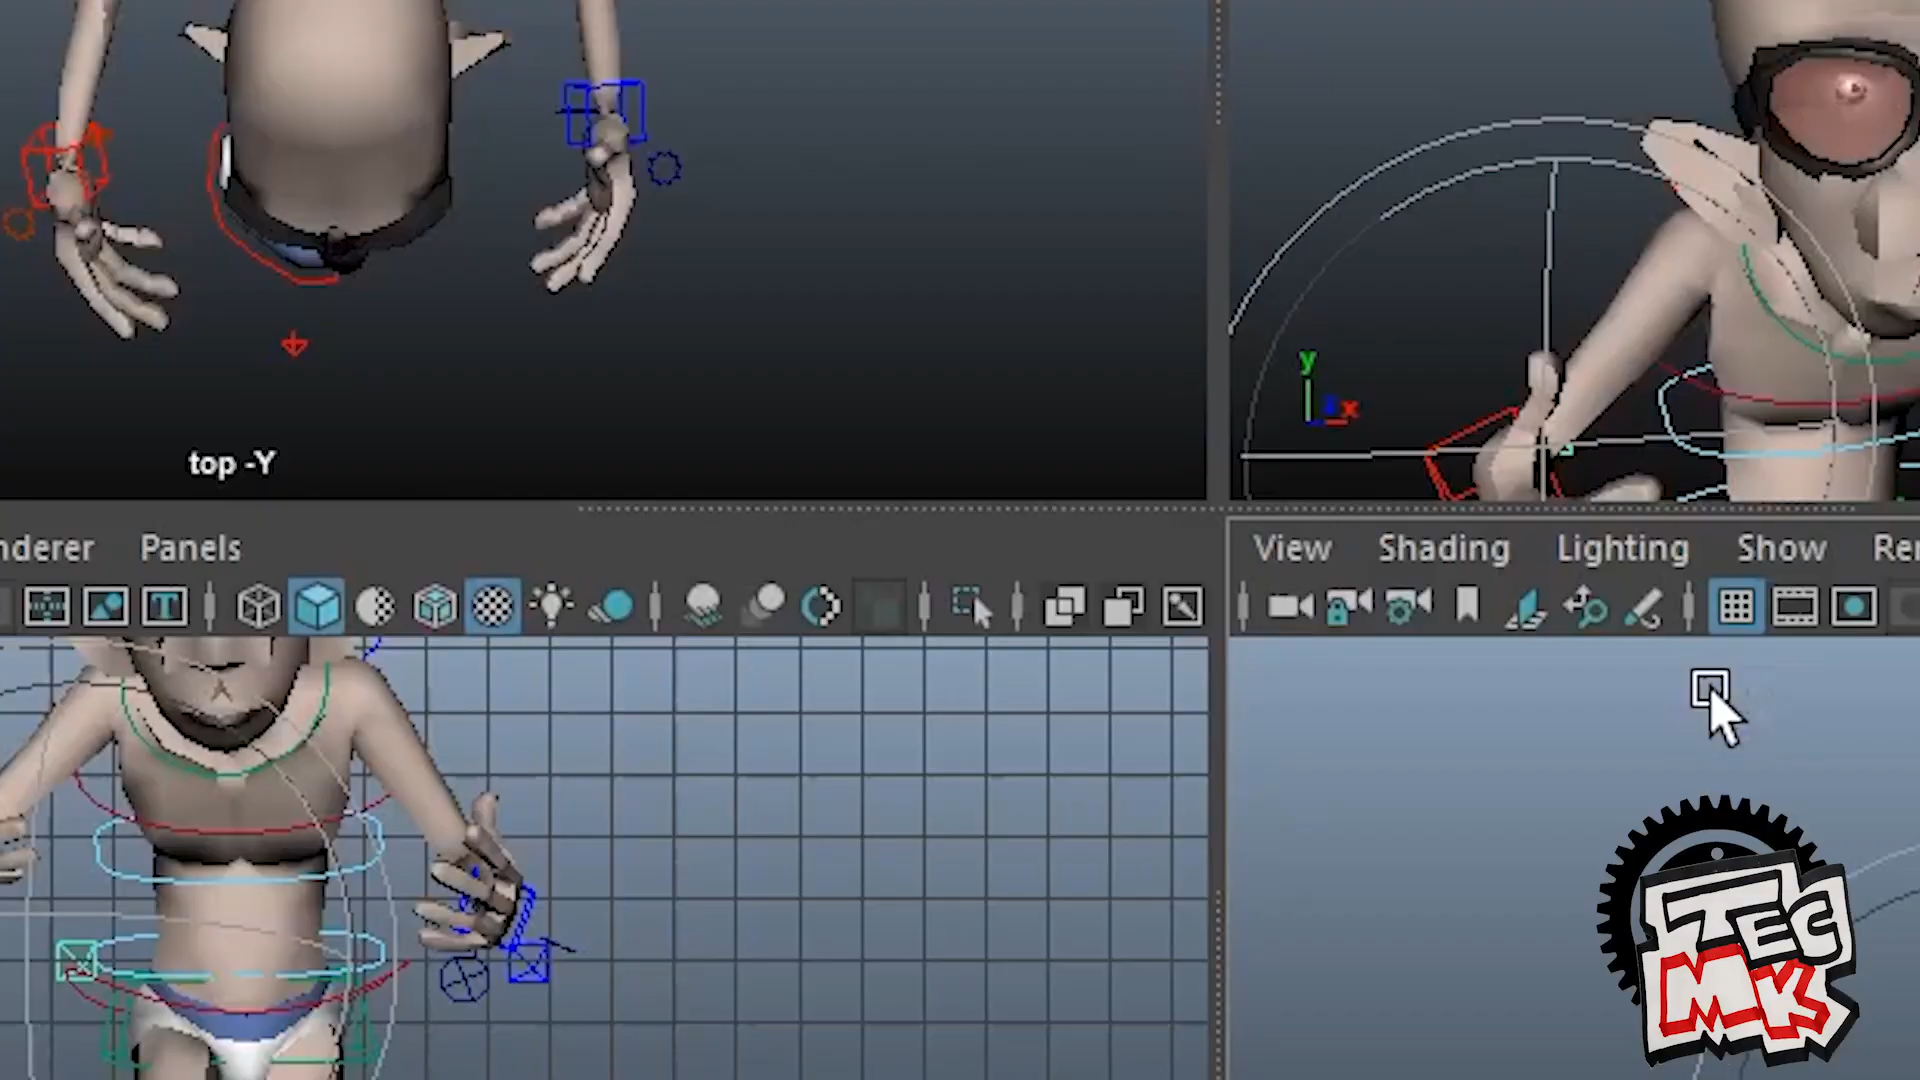 y
x
top -Y
nderer Panels
View Shading Lighting Show Ren
T
TEC
MK